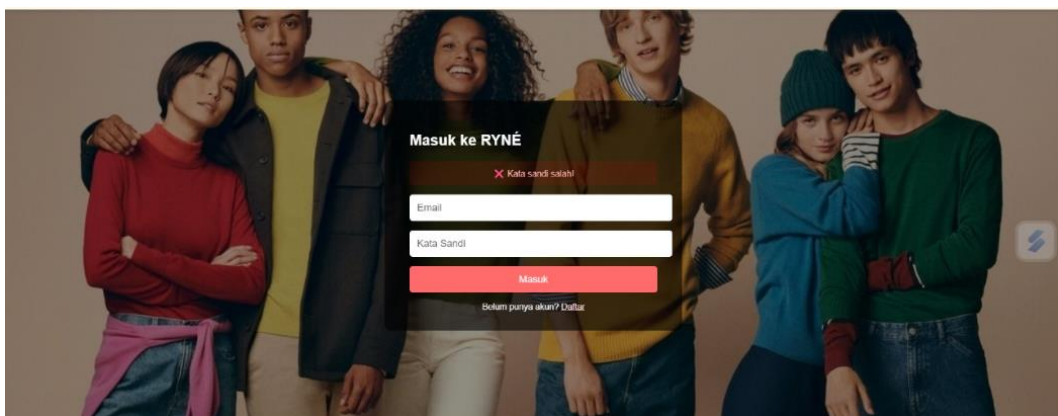 Masuk ke RYNÉ
❌ Kata sandi salah!
Email
Kata Sandi
Masuk
Belum punya akun? Daftar